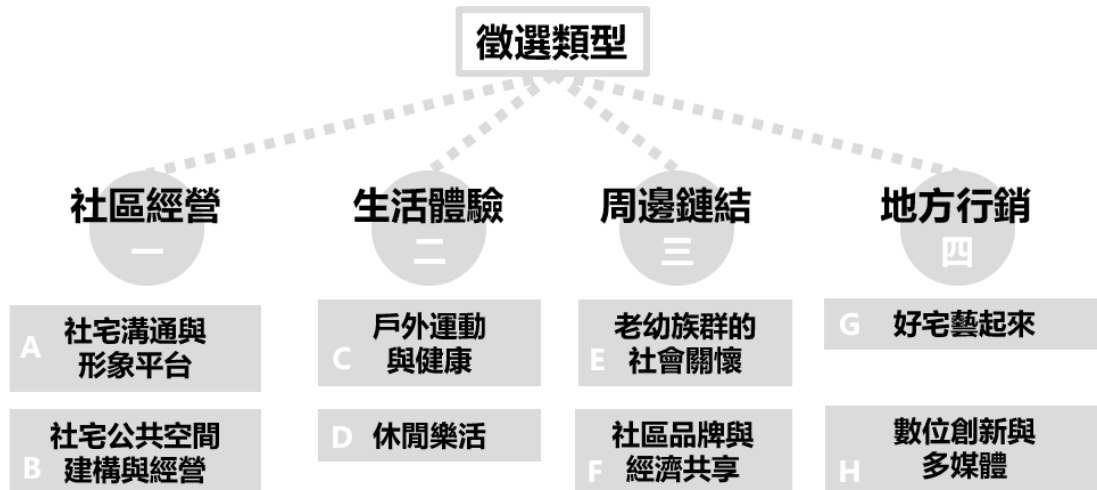 徵選類型
社區經營
一
生活體驗
二
周邊鏈結
三
地方行銷
四
A
社宅溝通與
形象平台
C
戶外運動
與健康
E
老幼族群的
社會關懷
G
好宅藝起來
B
社宅公共空間
建構與經營
D
休閒樂活
F
社區品牌與
經濟共享
H
數位創新與
多媒體